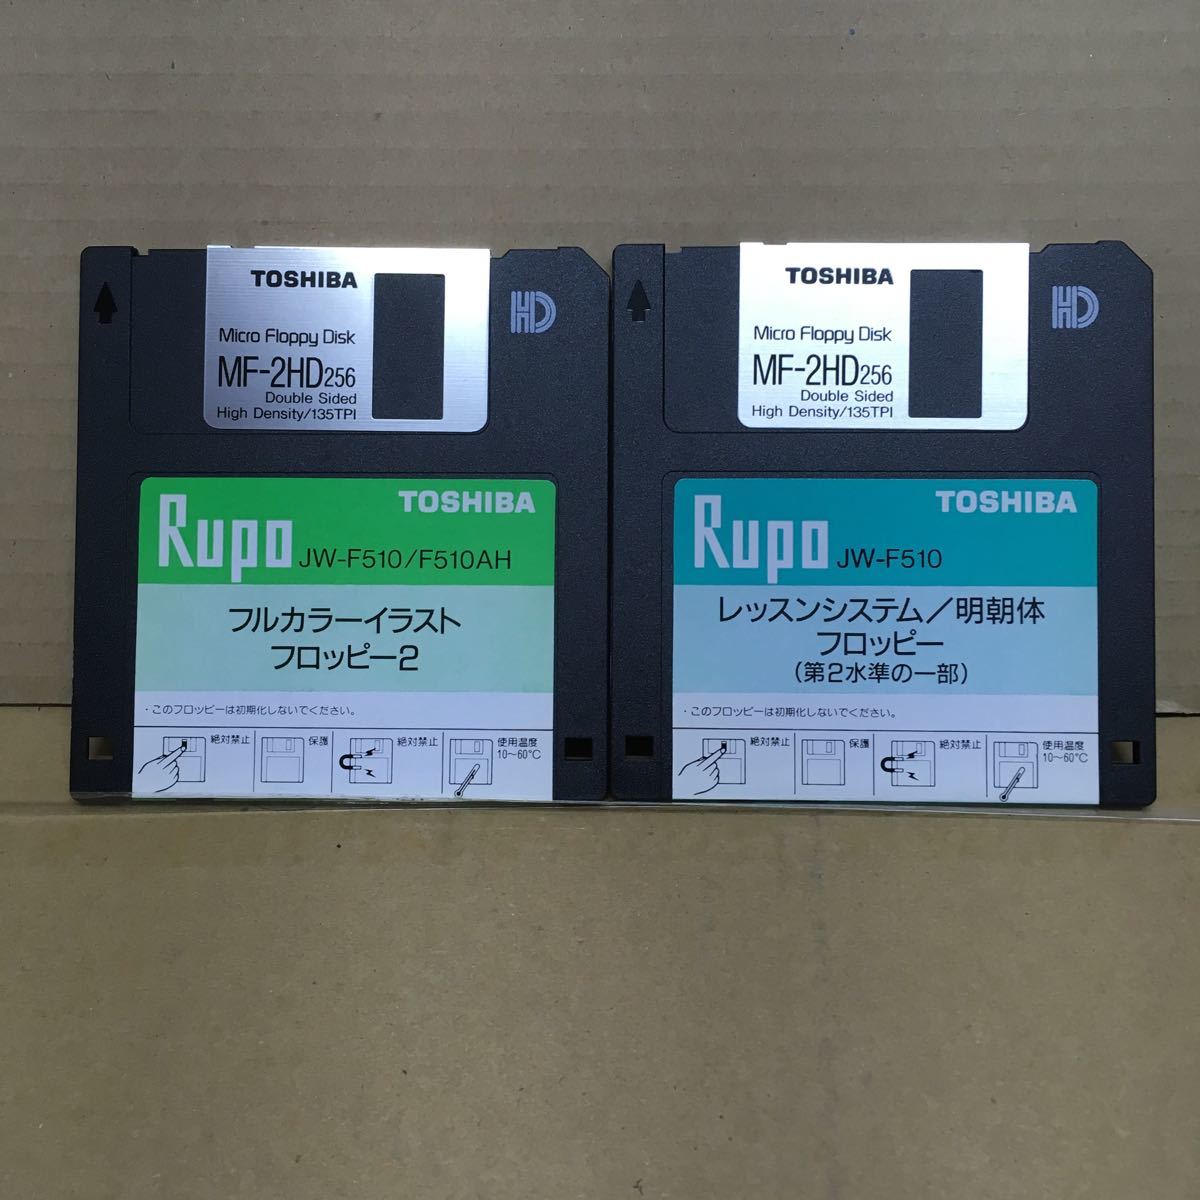 TOSHIBA
Micro Floppy Disk
MF-2HD256
Double Sided
High Density/135TPI
HD
Rupo
TOSHIBA
JW-F510/F510AH
フルカラーイラスト
フロッピー2
・このフロッピーは初期化しないでください。
絶対禁止
保護
絶対禁止
使用温度
10～60℃
TOSHIBA
Micro Floppy Disk
MF-2HD256
Double Sided
High Density/135TPI
HD
Rupo
TOSHIBA
JW-F510
レッスンシステム／明朝体
フロッピー
（第2水準の一部）
・このフロッピーは初期化しないでください。
絶対禁止
保護
絶対禁止
使用温度
10～60℃